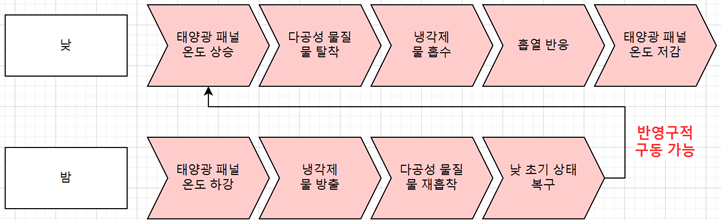 낮
태양광 패널
온도 상승
다공성 물질
물 탈착
냉각제
물 흡수
흡열 반응
태양광 패널
온도 저감
반영구적
구동 가능
밤
태양광 패널
온도 하강
냉각제
물 방출
다공성 물질
물 재흡착
낮 초기 상태
복구